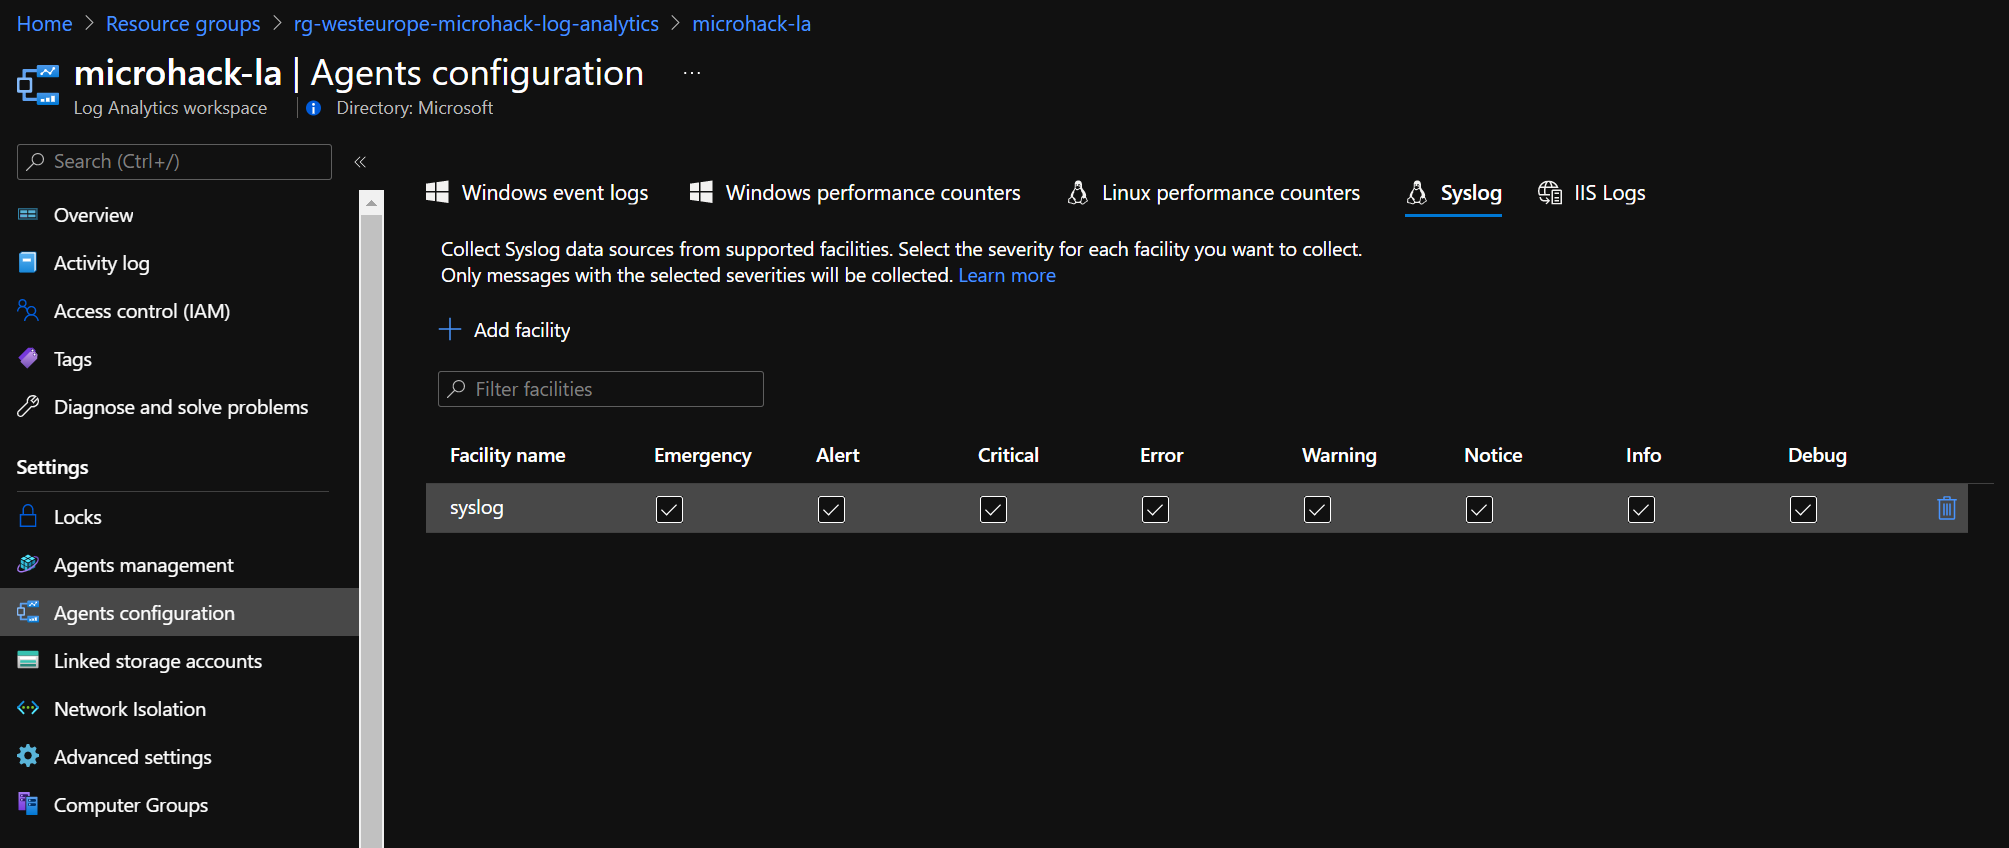 Home > Resource groups > rg-westeurope-microhack-log-analytics > microhack-la
microhack-la | Agents configuration ...
Log Analytics workspace | Directory: Microsoft
Search (Ctrl+/)
«
Overview
Activity log
Access control (IAM)
Tags
Diagnose and solve problems
Settings
Locks
Agents management
Agents configuration
Linked storage accounts
Network Isolation
Advanced settings
Computer Groups
Windows event logs Windows performance counters Linux performance counters Syslog IIS Logs
Collect Syslog data sources from supported facilities. Select the severity for each facility you want to collect.
Only messages with the selected severities will be collected. Learn more
Add facility
Filter facilities
Facility name Emergency Alert Critical Error Warning Notice Info Debug
syslog